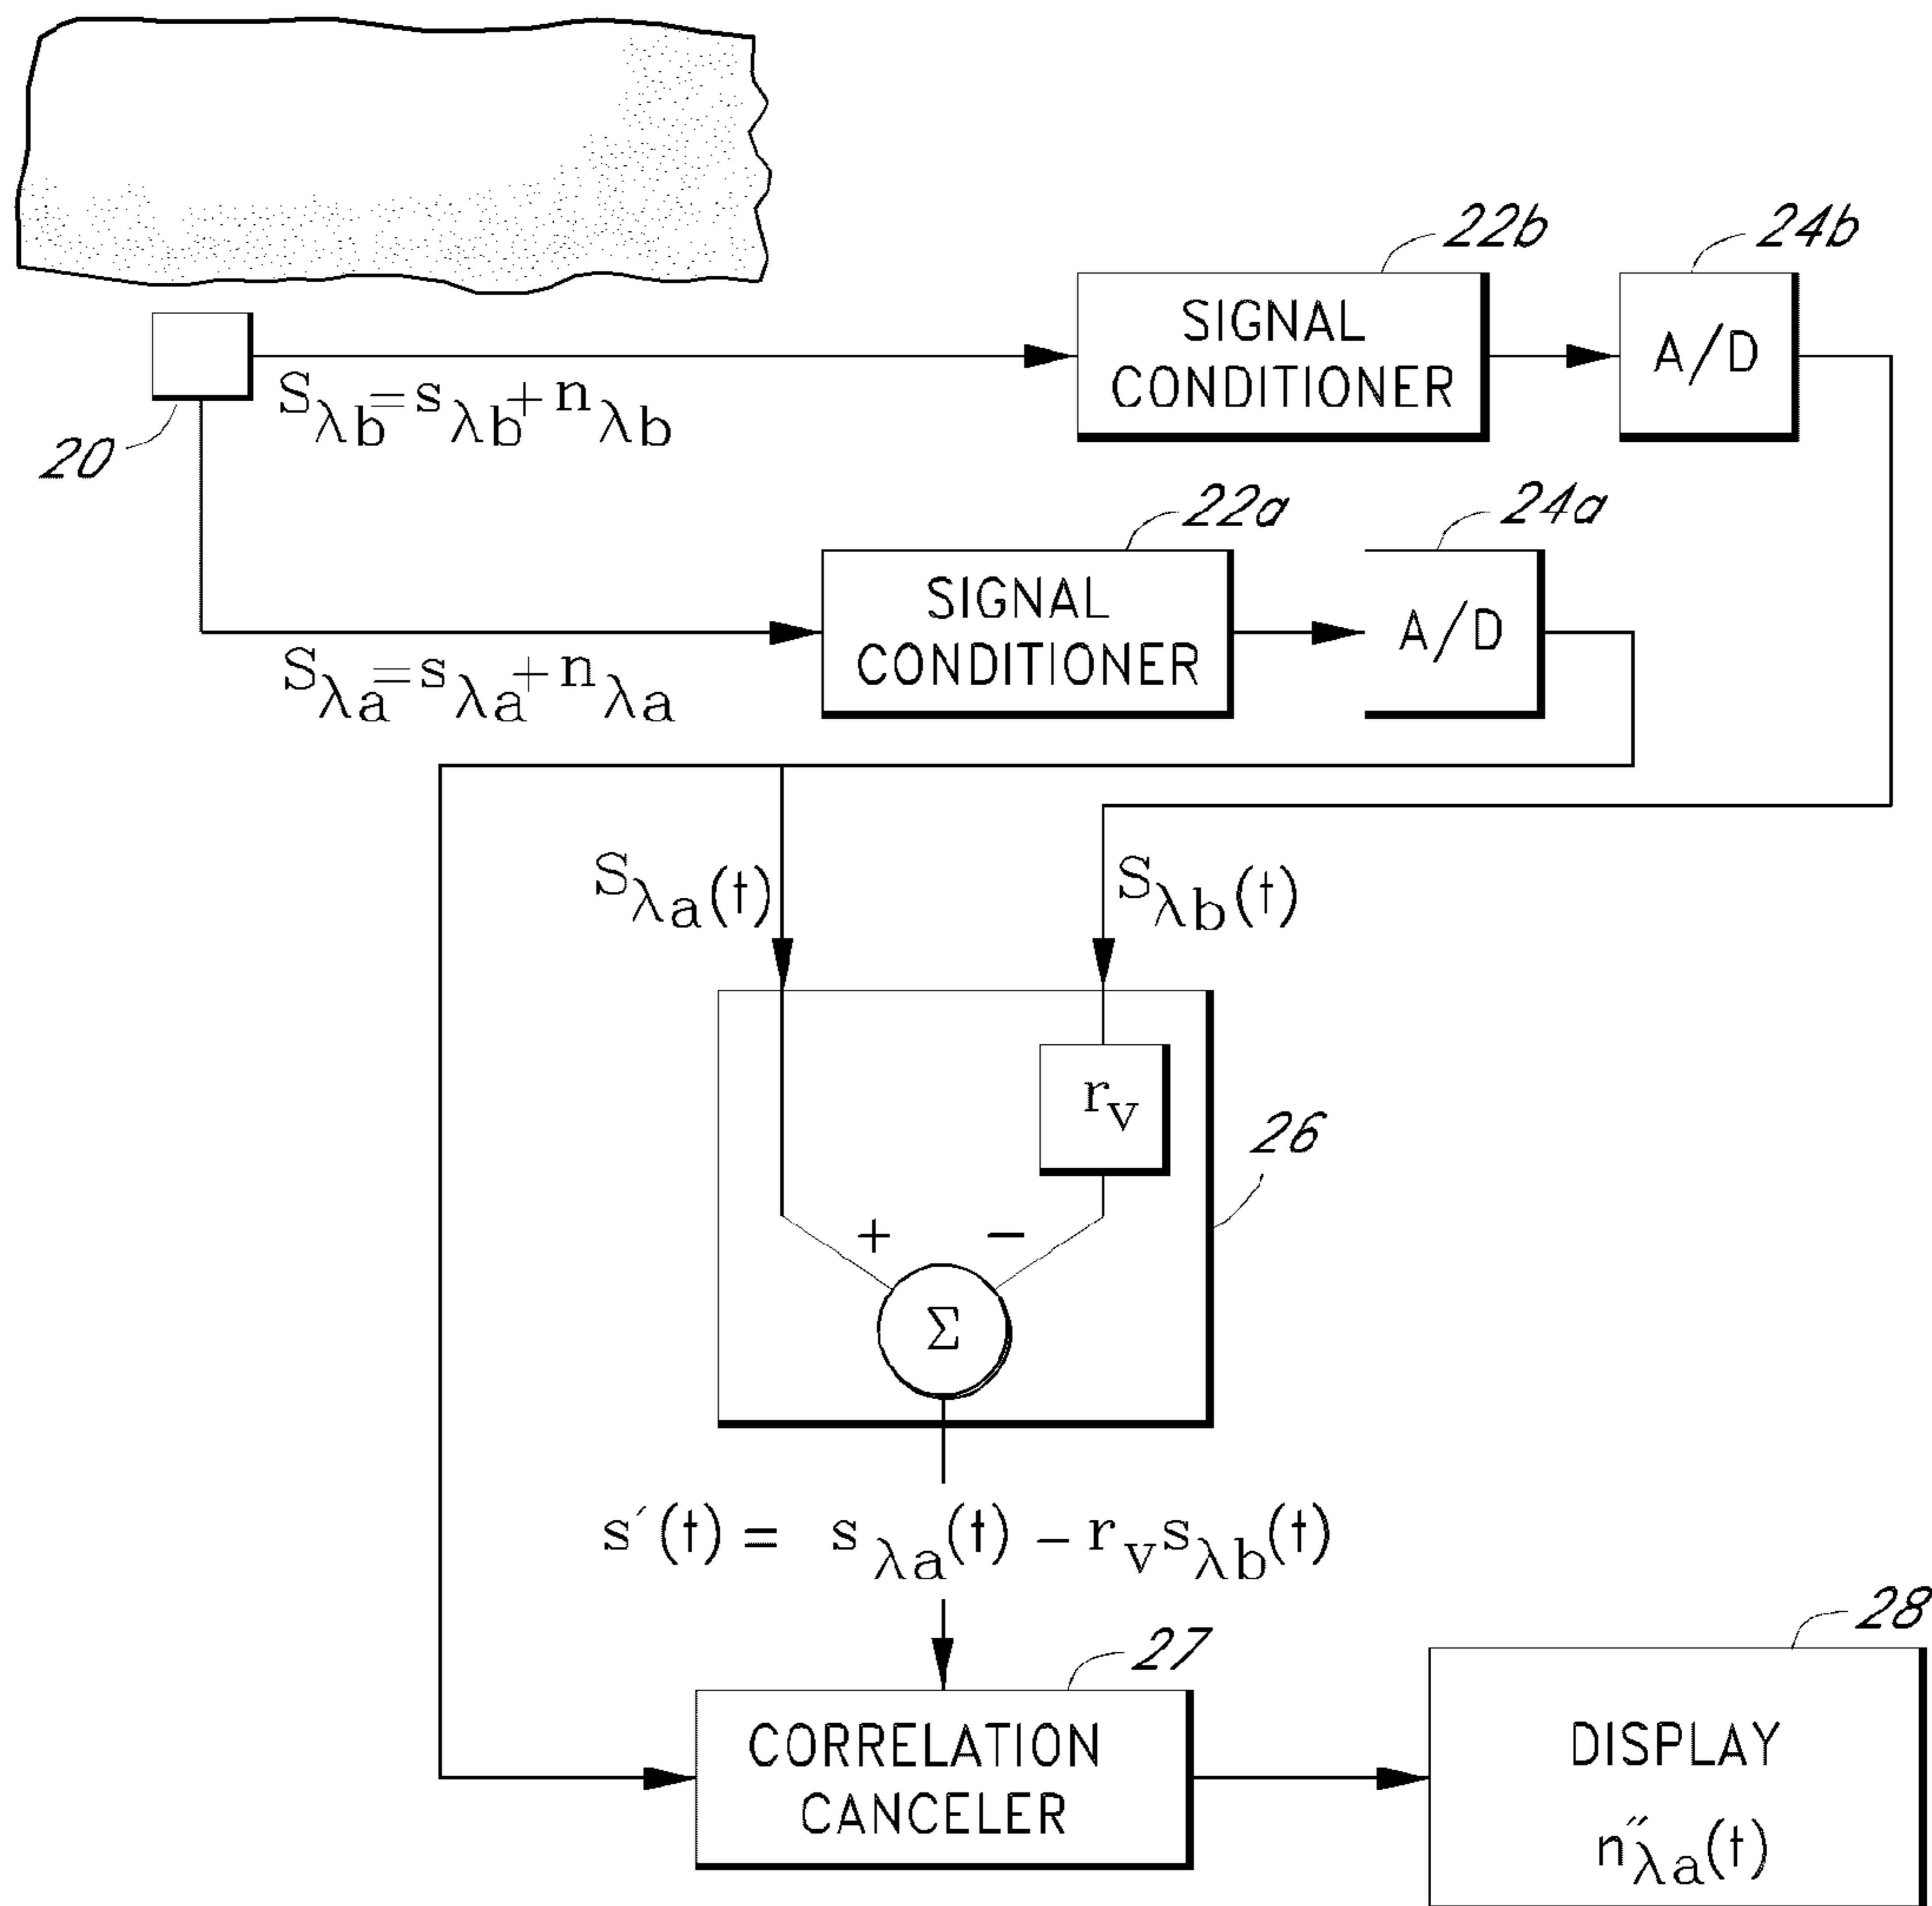 22b
24b
SIGNAL
CONDITIONER
A/D
S_λb = s_λb + n_λb
20
22a
24a
SIGNAL
CONDITIONER
A/D
S_λa = s_λa + n_λa
S_λa(t)
S_λb(t)
r_v
26
+ −
Σ
s′(t) = s_λa(t) − r_v s_λb(t)
27
28
CORRELATION
CANCELER
DISPLAY
n″_λa(t)